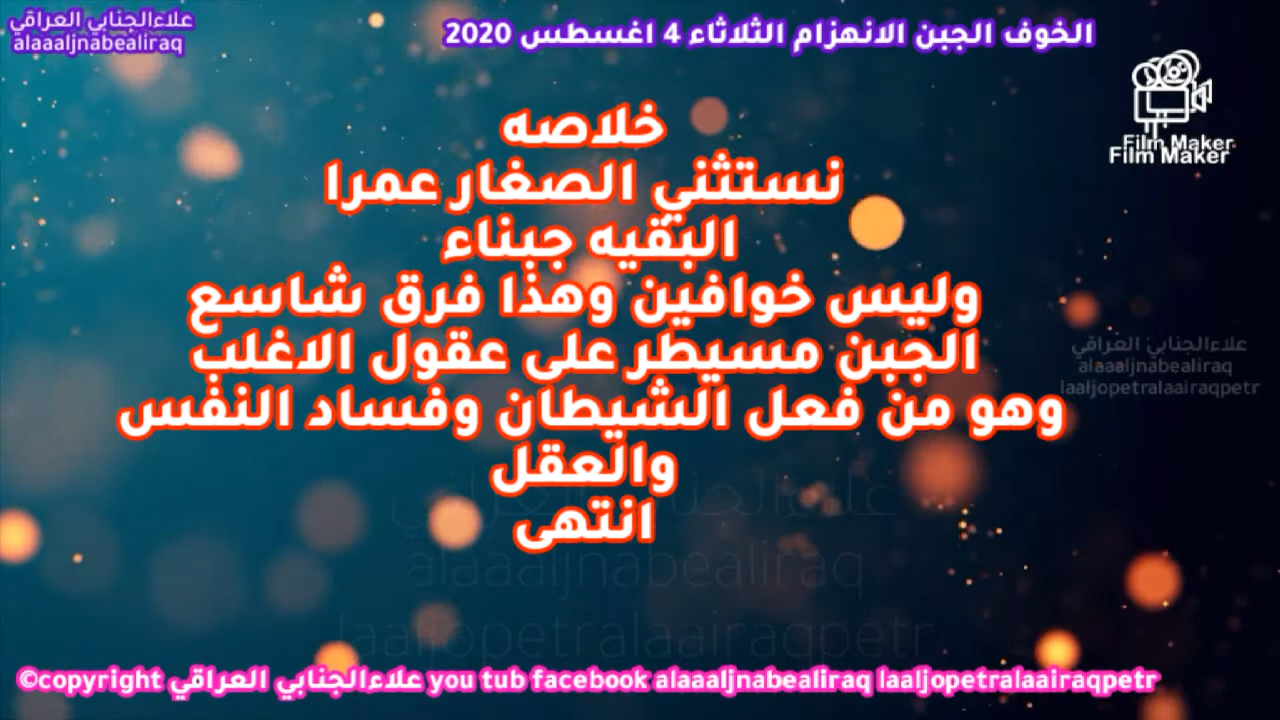 علاءالجنابي العراقي
alaaaljnabealiraq
الخوف الجبن الانهزام الثلاثاء 4 اغسطس 2020
Film Maker
Film Maker
خلاصه
نستثني الصغار عمرا
البقيه جبناء
وليس خوافين وهذا فرق شاسع
الجبن مسيطر على عقول الاغلب
وهو من فعل الشيطان وفساد النفس
والعقل
انتهى
علاءالجنابي العراقي
alaaaljnabealiraq
laaljopetralaairaqpetr
علاءالجنابي العراقي
alaaaljnabealiraq
laaljopetralaairaqpetr
©copyright علاءالجنابي العراقي you tub facebook alaaaljnabealiraq laaljopetralaairaqpetr